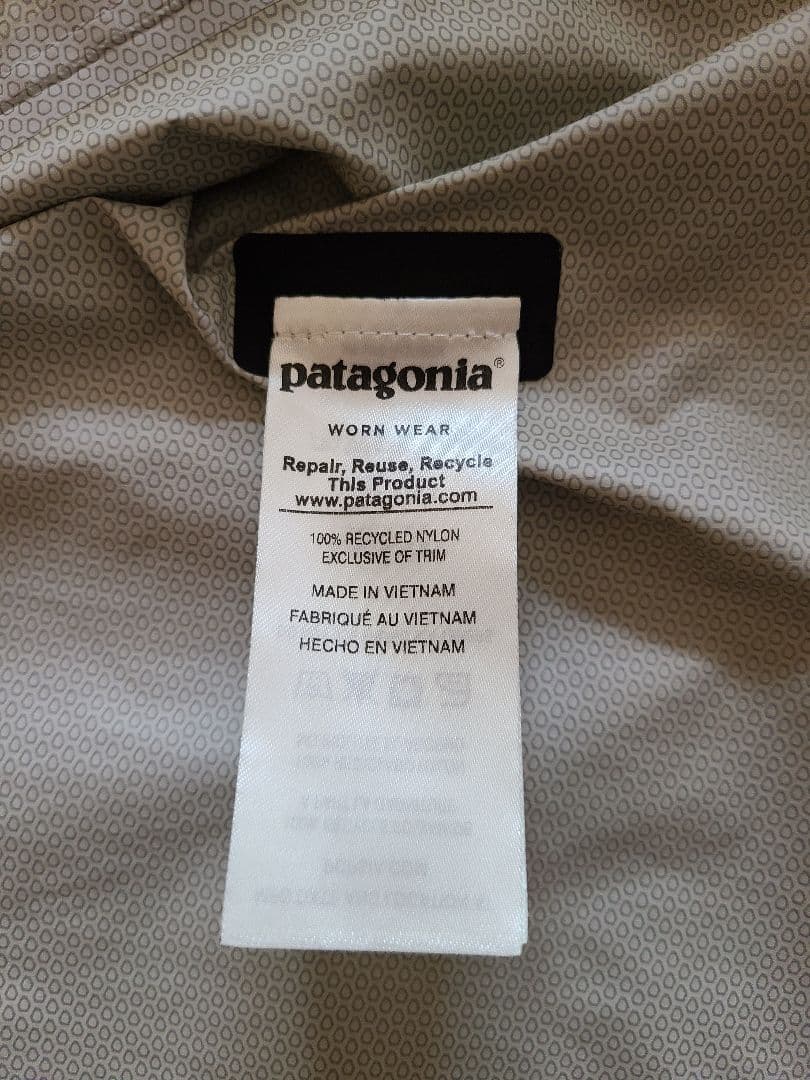 patagonia®
WORN WEAR
Repair, Reuse, Recycle
This Product
www.patagonia.com
100% RECYCLED NYLON
EXCLUSIVE OF TRIM
MADE IN VIETNAM
FABRIQUÉ AU VIETNAM
HECHO EN VIETNAM